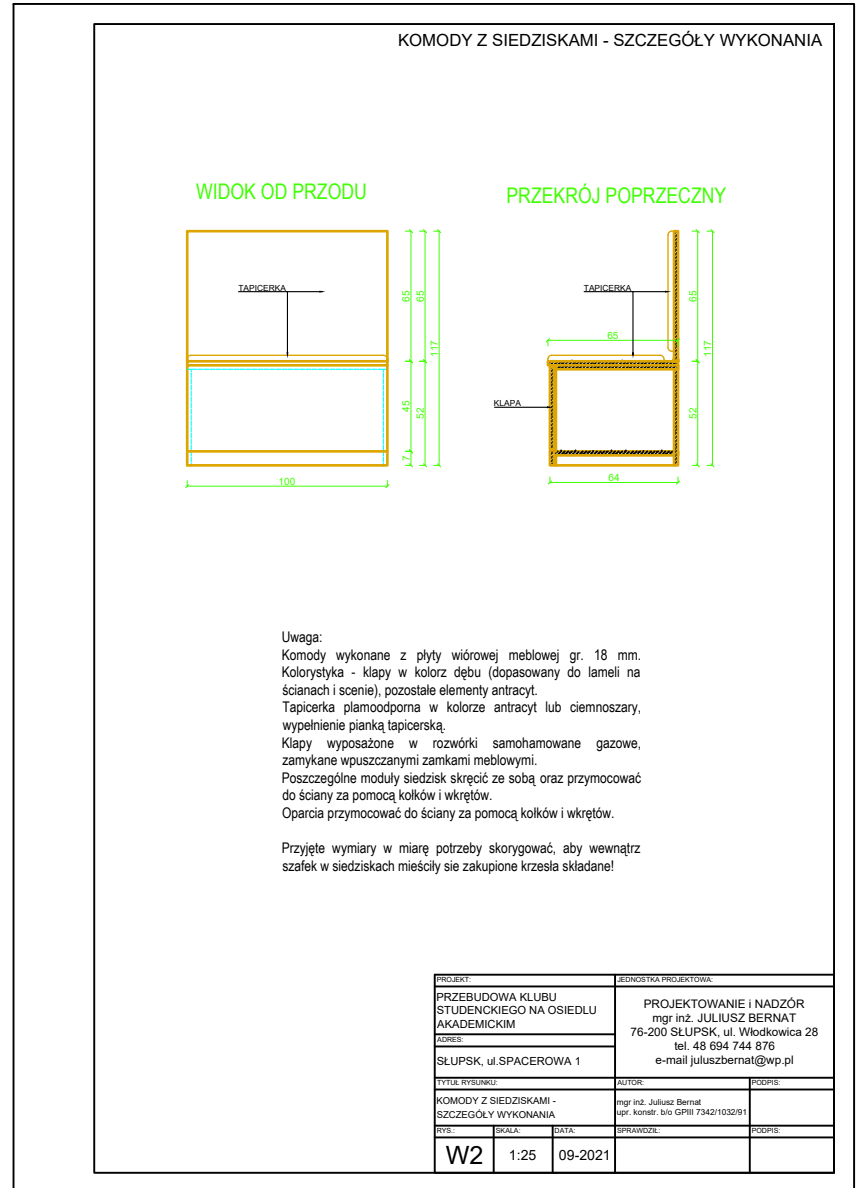 KOMODY Z SIEDZISKAMI - SZCZEGÓŁY WYKONANIA
WIDOK OD PRZODU
PRZEKRÓJ POPRZECZNY
TAPICERKA
65
65
117
45
52
7
100
TAPICERKA
65
65
117
KLAPA
52
64
Uwaga:
Komody wykonane z płyty wiórowej meblowej gr. 18 mm.
Kolorystyka - klapy w kolorz dębu (dopasowany do lameli na
ścianach i scenie), pozostałe elementy antracyt.
Tapicerka plamoodporna w kolorze antracyt lub ciemnoszary,
wypełnienie pianką tapicerską.
Klapy wyposażone w rozwórki samohamowane gazowe,
zamykane wpuszczanymi zamkami meblowymi.
Poszczególne moduły siedzisk skręcić ze sobą oraz przymocować
do ściany za pomocą kołków i wkrętów.
Oparcia przymocować do ściany za pomocą kołków i wkrętów.
Przyjęte wymiary w miarę potrzeby skorygować, aby wewnątrz
szafek w siedziskach mieściły sie zakupione krzesła składane!
PROJEKT:
PRZEBUDOWA KLUBU
STUDENCKIEGO NA OSIEDLU
AKADEMICKIM
ADRES:
SŁUPSK, ul.SPACEROWA 1
JEDNOSTKA PROJEKTOWA:
PROJEKTOWANIE i NADZÓR
mgr inż. JULIUSZ BERNAT
76-200 SŁUPSK, ul. Włodkowica 28
tel. 48 694 744 876
e-mail juluszbernat@wp.pl
TYTUŁ RYSUNKU:
KOMODY Z SIEDZISKAMI -
SZCZEGÓŁY WYKONANIA
AUTOR:
mgr inż. Juliusz Bernat
upr. konstr. b/o GPIII 7342/1032/91
PODPIS:
RYS.:
W2
SKALA:
1:25
DATA:
09-2021
SPRAWDZIŁ:
PODPIS: